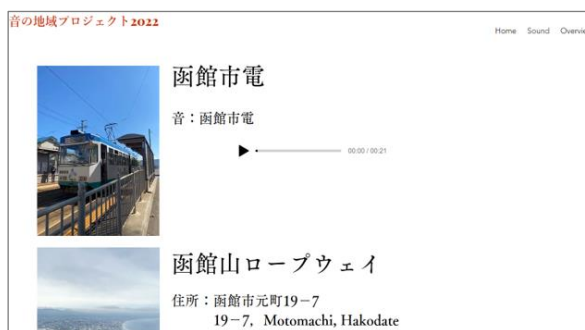 音の地域プロジェクト2022
Home Sound Overvie
函館市電
音：函館市電
00:00 / 00:21
函館山ロープウェイ
住所：函館市元町19−7
19−7, Motomachi, Hakodate